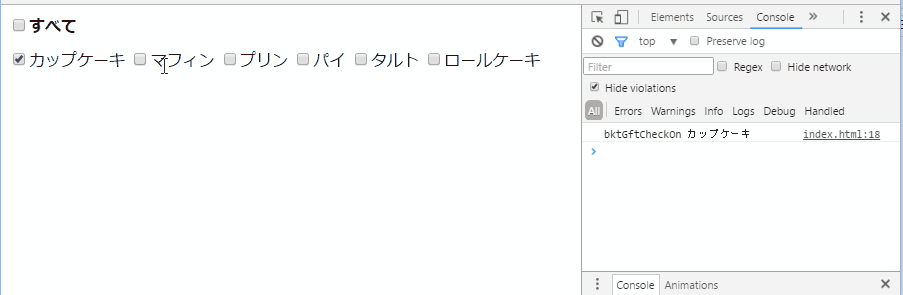 すべて
カップケーキ マフィン プリン パイ タルト ロールケーキ
Elements Sources Console
top Preserve log
Filter Regex Hide network
Hide violations
All Errors Warnings Info Logs Debug Handled
bktGftCheckOn カップケーキ index.html:18
Console Animations